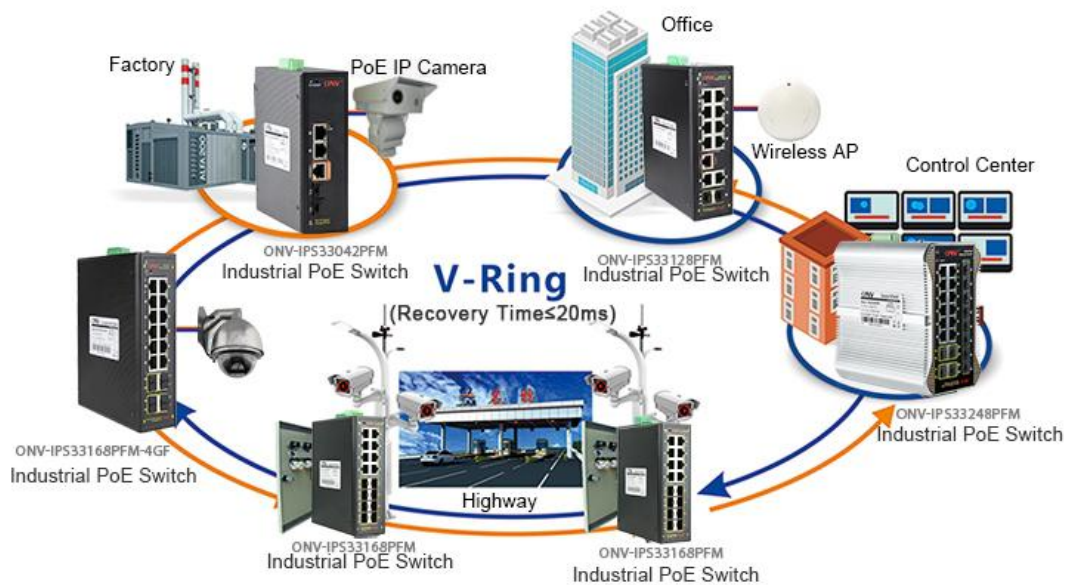 Office
Factory
PoE IP Camera
ALFA 200
Wireless AP
Control Center
ONV-IPS33042PFM
Industrial PoE Switch
ONV-IPS33128PFM
Industrial PoE Switch
V-Ring
(Recovery Time≤20ms)
ONV-IPS33248PFM
Industrial PoE Switch
ONV-IPS33168PFM-4GF
Industrial PoE Switch
Highway
ONV-IPS33168PFM
Industrial PoE Switch
ONV-IPS33168PFM
Industrial PoE Switch